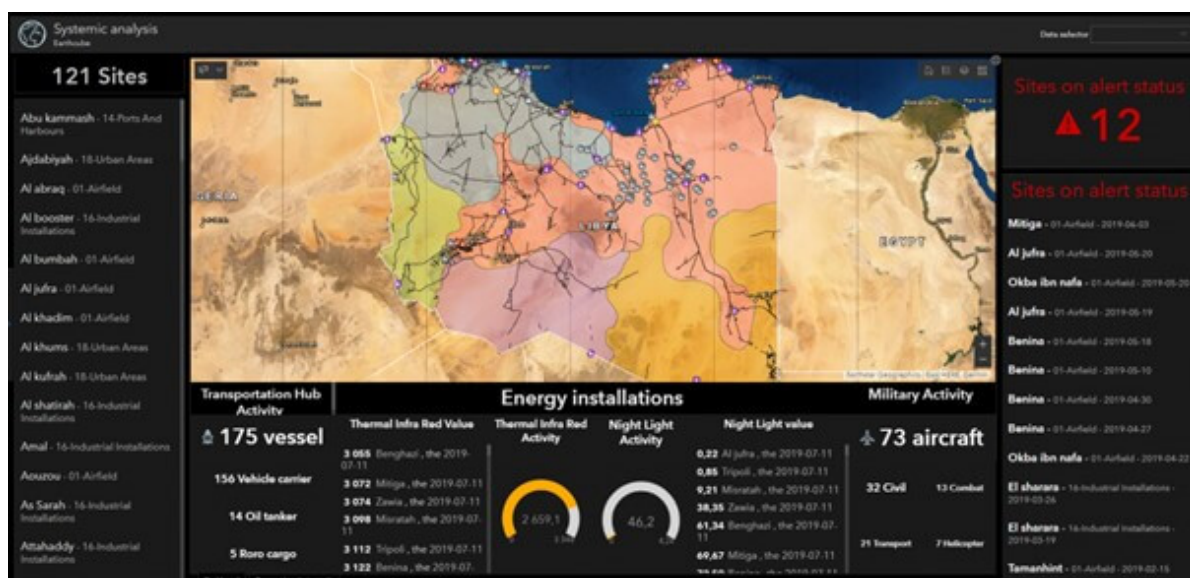 Systemic analysis
Earthcube
Data selector
121 Sites
Abu kammash - 14-Ports And
Harbours
Ajdabiyah - 18-Urban Areas
Al abraq - 01-Airfield
Al booster - 16-Industrial
Installations
Al bumbah - 01-Airfield
Al jufra - 01-Airfield
Al khadim - 01-Airfield
Al khums - 18-Urban Areas
Al kufrah - 18-Urban Areas
Al shatirah - 16-Industrial
Installations
Amal - 16-Industrial Installations
Aouzou - 01-Airfield
As Sarah - 16-Industrial
Installations
Attahaddy - 16-Industrial
Installations
LIBYA
EGYPT
GERIA
Sites on alert status
12
Sites on alert status
Mitiga - 01-Airfield - 2019-06-03
Al jufra - 01-Airfield - 2019-05-20
Okba ibn nafa - 01-Airfield - 2019-05-20
Al jufra - 01-Airfield - 2019-05-19
Benina - 01-Airfield - 2019-05-18
Benina - 01-Airfield - 2019-05-10
Benina - 01-Airfield - 2019-04-30
Benina - 01-Airfield - 2019-04-27
Okba ibn nafa - 01-Airfield - 2019-04-22
El sharara - 16-Industrial Installations -
2019-03-26
El sharara - 16-Industrial Installations -
2019-03-19
Tamanhint - 01-Airfield - 2019-02-15
Transportation Hub
Activity
175 vessel
156 Vehicle carrier
14 Oil tanker
5 Roro cargo
Energy installations
Thermal Infra Red Value
3 055 Benghazi , the 2019-
07-11
3 072 Mitiga , the 2019-07-11
3 074 Zawia , the 2019-07-11
3 098 Misratah , the 2019-07-
11
3 112 Tripoli , the 2019-07-11
3 122 Benina , the 2019-07-
Thermal Infra Red
Activity
2 659,1
Night Light
Activity
46,2
Night Light value
0,22 Al jufra , the 2019-07-11
0,85 Tripoli , the 2019-07-11
9,21 Misratah , the 2019-07-11
38,35 Zawia , the 2019-07-11
61,34 Benghazi , the 2019-07-
11
69,67 Mitiga , the 2019-07-11
Military Activity
73 aircraft
32 Civil
13 Combat
21 Transport
7 Helicopter